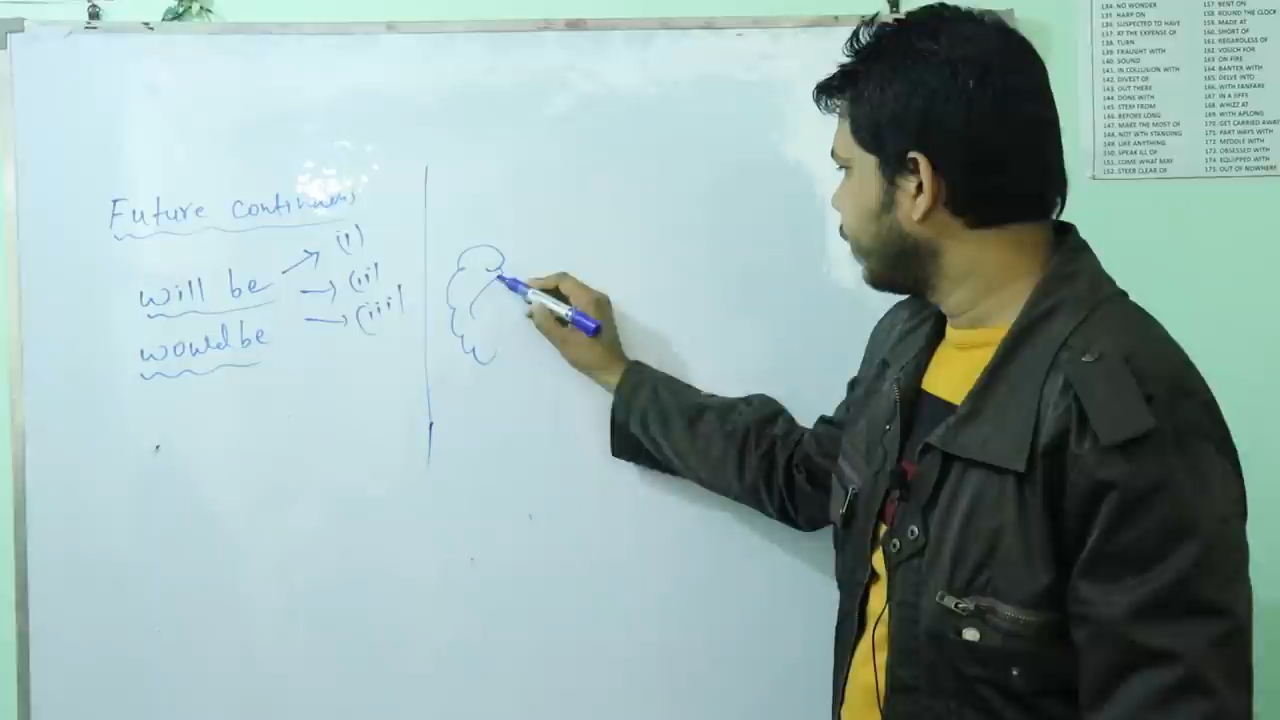 Future continuous
will be
(i)
(ii)
(iii)
would be
134. NO WONDER
135. HARP ON
136. SUSPECTED TO HAVE
137. AT THE EXPENSE OF
138. TURN
139. FRAUGHT WITH
140. SOUND
141. IN COLLUSION WITH
142. DIVEST OF
143. OUT THERE
144. DONE WITH
145. STEM FROM
146. BEFORE LONG
147. MAKE THE MOST OF
148. NOT WTH STANDING
149. LIKE ANYTHING
150. SPEAK ILL OF
151. COME WHAT MAY
152. STEER CLEAR OF
157. BENT ON
158. ROUND THE CLOCK
159. MADE AT
160. SHORT OF
161. REGARDLESS OF
162. VOUCH FOR
163. ON FIRE
164. BANTER WITH
165. DELVE INTO
166. WITH FANFARE
167. IN A JIFFY
168. WHIZZ AT
169. WITH APLONG
170. GET CARRIED AWAY
171. PART WAYS WITH
172. MIDDLE WITH
173. OBSESSED WITH
174. EQUIPPED WITH
175. OUT OF NOWHERE